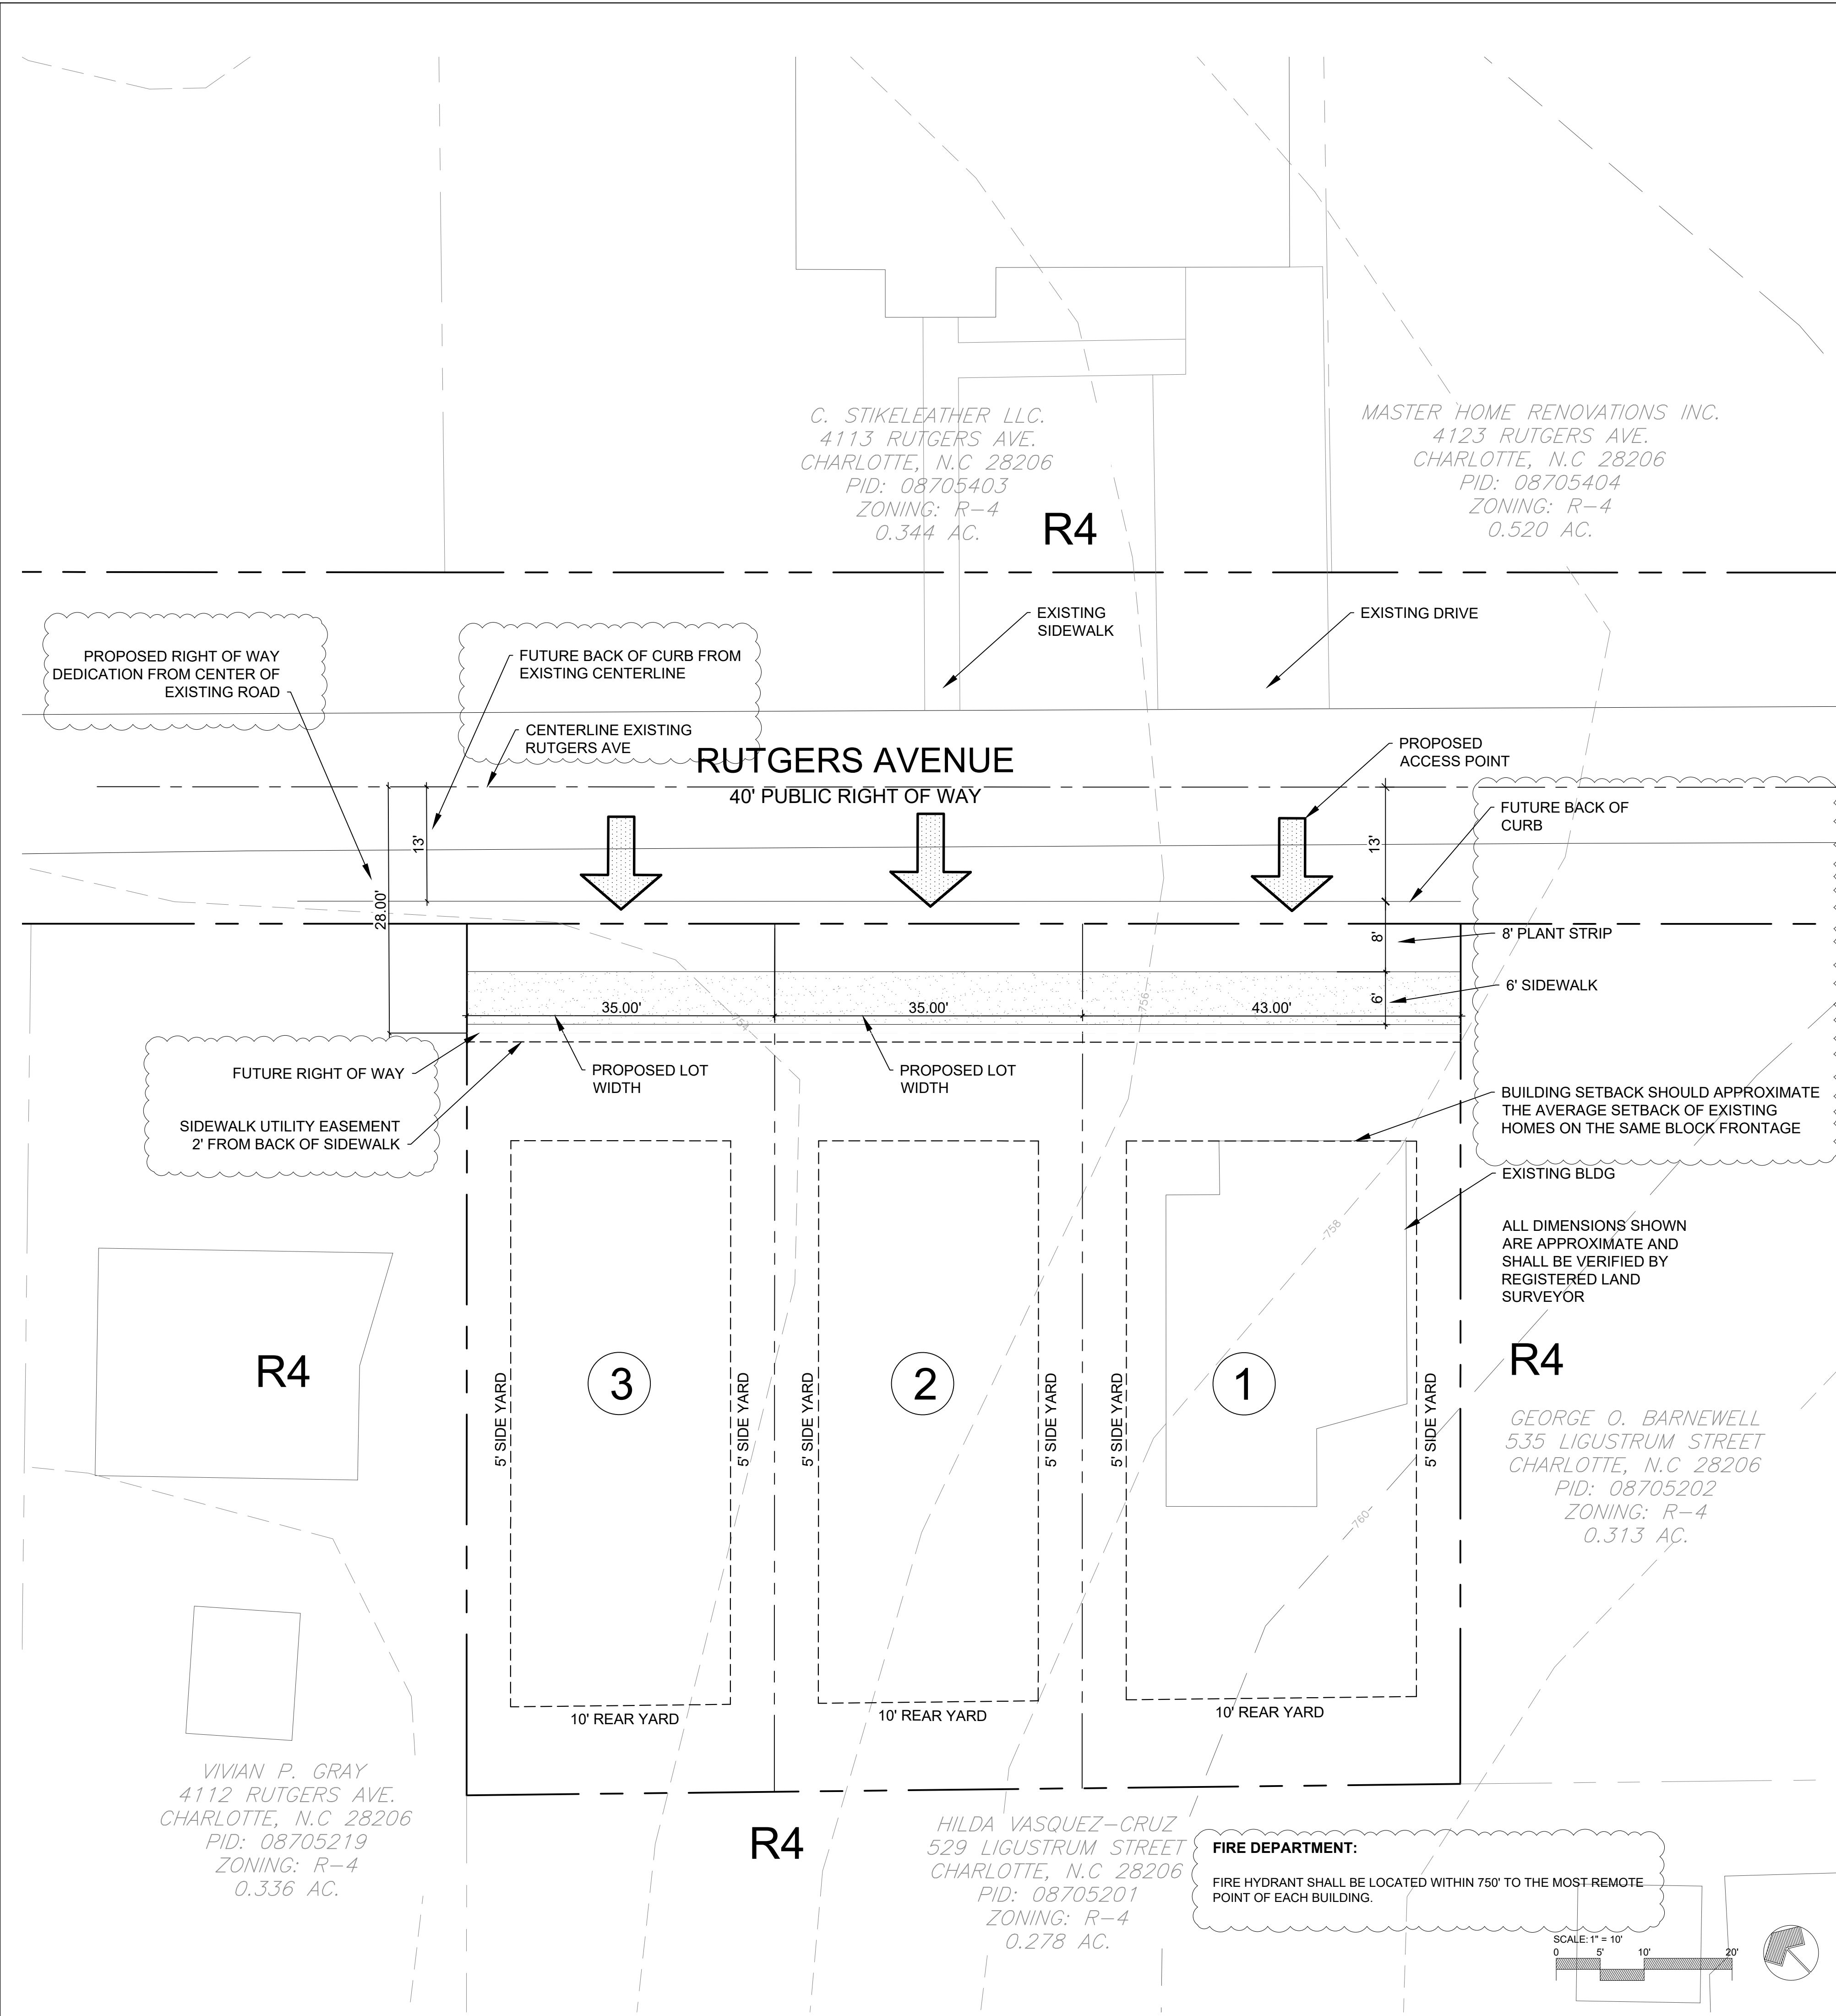 C. STIKELEATHER LLC.
4113 RUTGERS AVE.
CHARLOTTE, N.C 28206
PID: 08705403
ZONING: R-4
0.344 AC.
R4
MASTER HOME RENOVATIONS INC.
4123 RUTGERS AVE.
CHARLOTTE, N.C 28206
PID: 08705404
ZONING: R-4
0.520 AC.
PROPOSED RIGHT OF WAY
DEDICATION FROM CENTER OF
EXISTING ROAD
FUTURE BACK OF CURB FROM
EXISTING CENTERLINE
CENTERLINE EXISTING
RUTGERS AVE
EXISTING
SIDEWALK
EXISTING DRIVE
RUTGERS AVENUE
40' PUBLIC RIGHT OF WAY
PROPOSED
ACCESS POINT
FUTURE BACK OF
CURB
13'
28.00'
13'
8'
6'
8' PLANT STRIP
6' SIDEWALK
35.00'
35.00'
43.00'
754
756
FUTURE RIGHT OF WAY
SIDEWALK UTILITY EASEMENT
2' FROM BACK OF SIDEWALK
PROPOSED LOT
WIDTH
PROPOSED LOT
WIDTH
BUILDING SETBACK SHOULD APPROXIMATE
THE AVERAGE SETBACK OF EXISTING
HOMES ON THE SAME BLOCK FRONTAGE
EXISTING BLDG
ALL DIMENSIONS SHOWN
ARE APPROXIMATE AND
SHALL BE VERIFIED BY
REGISTERED LAND
SURVEYOR
758
R4
3
2
1
R4
5' SIDE YARD
5' SIDE YARD
5' SIDE YARD
5' SIDE YARD
5' SIDE YARD
5' SIDE YARD
760
GEORGE O. BARNEWELL
535 LIGUSTRUM STREET
CHARLOTTE, N.C 28206
PID: 08705202
ZONING: R-4
0.313 AC.
10' REAR YARD
10' REAR YARD
10' REAR YARD
VIVIAN P. GRAY
4112 RUTGERS AVE.
CHARLOTTE, N.C 28206
PID: 08705219
ZONING: R-4
0.336 AC.
R4
HILDA VASQUEZ-CRUZ
529 LIGUSTRUM STREET
CHARLOTTE, N.C 28206
PID: 08705201
ZONING: R-4
0.278 AC.
FIRE DEPARTMENT:
FIRE HYDRANT SHALL BE LOCATED WITHIN 750' TO THE MOST REMOTE
POINT OF EACH BUILDING.
SCALE: 1" = 10'
0 5' 10' 20'